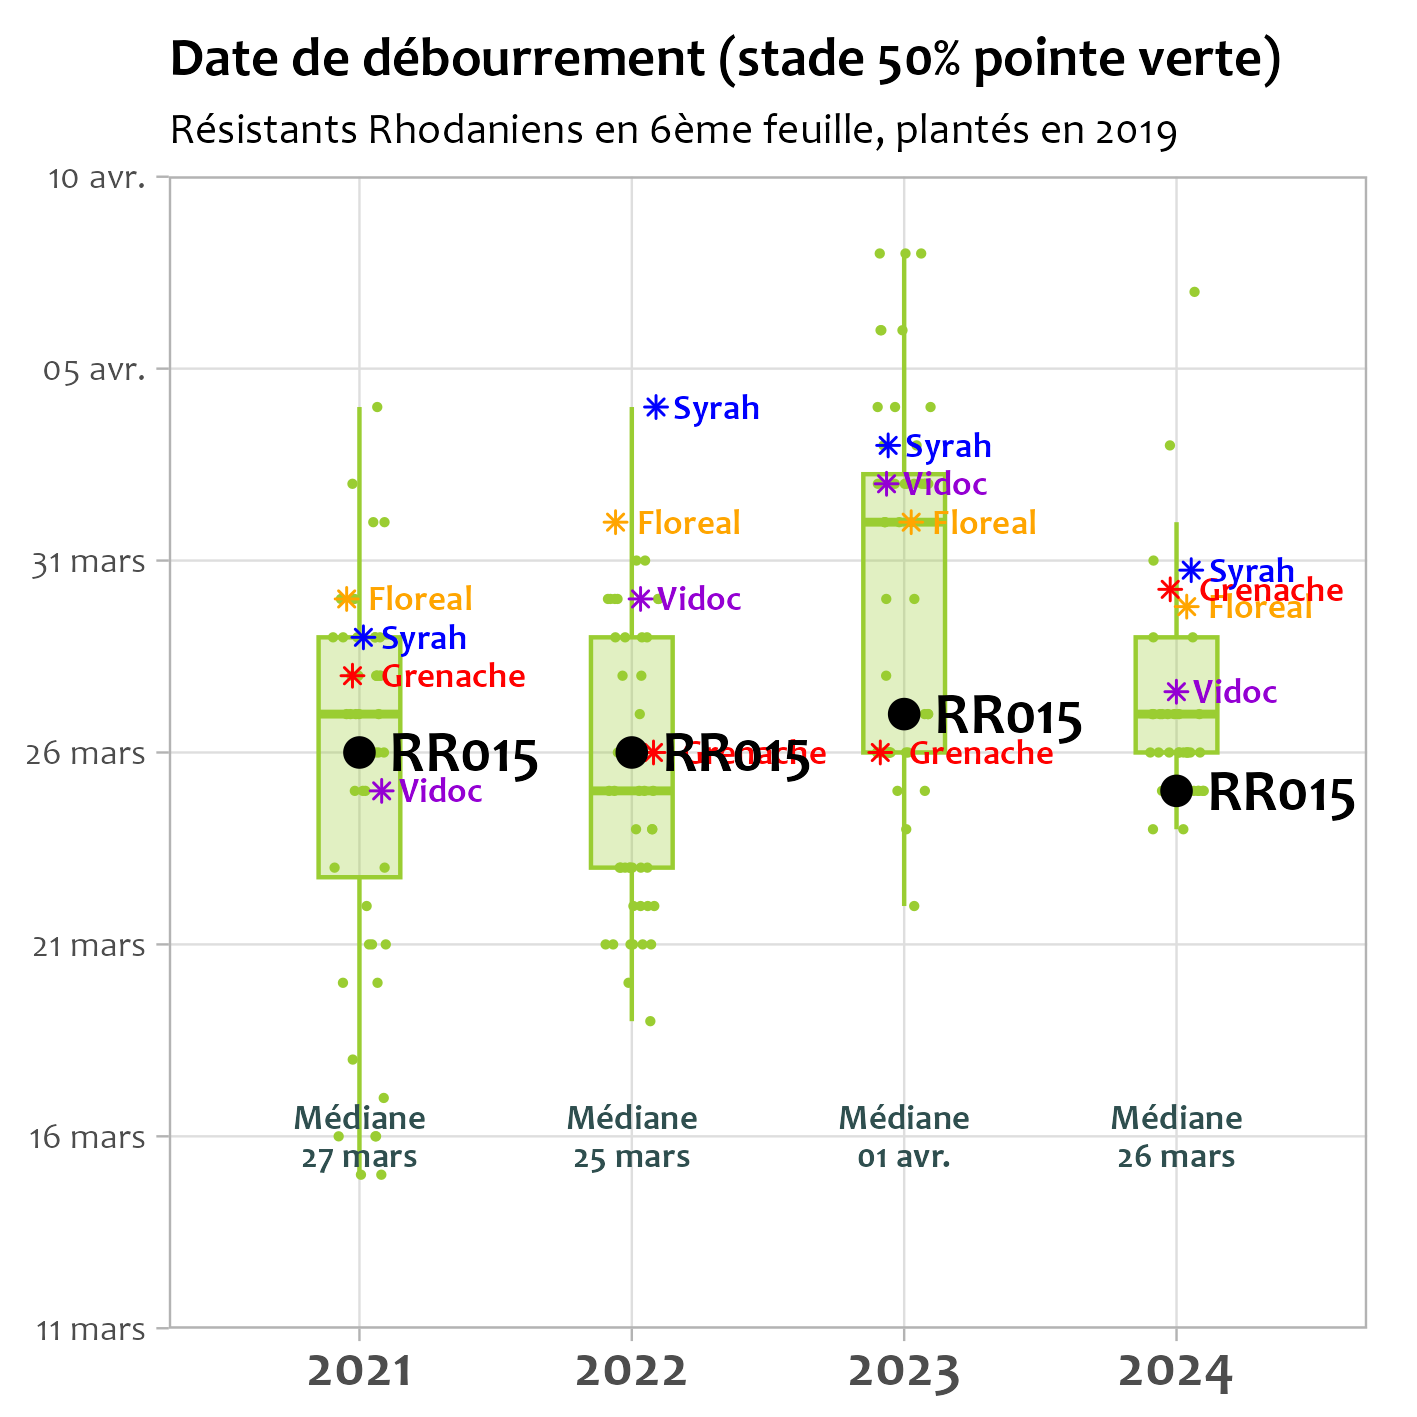 Date de débourrement (stade 50% pointe verte)
Résistants Rhodaniens en 6ème feuille, plantés en 2019
10 avr.
05 avr.
31 mars
26 mars
21 mars
16 mars
11 mars
Floreal
Syrah
Grenache
RR015
Vidoc
Médiane
27 mars
Syrah
Floreal
Vidoc
Grenache
RR015
Médiane
25 mars
Syrah
Vidoc
Floreal
RR015
Grenache
Médiane
01 avr.
Syrah
Grenache
Floreal
Vidoc
RR015
Médiane
26 mars
2021
2022
2023
2024